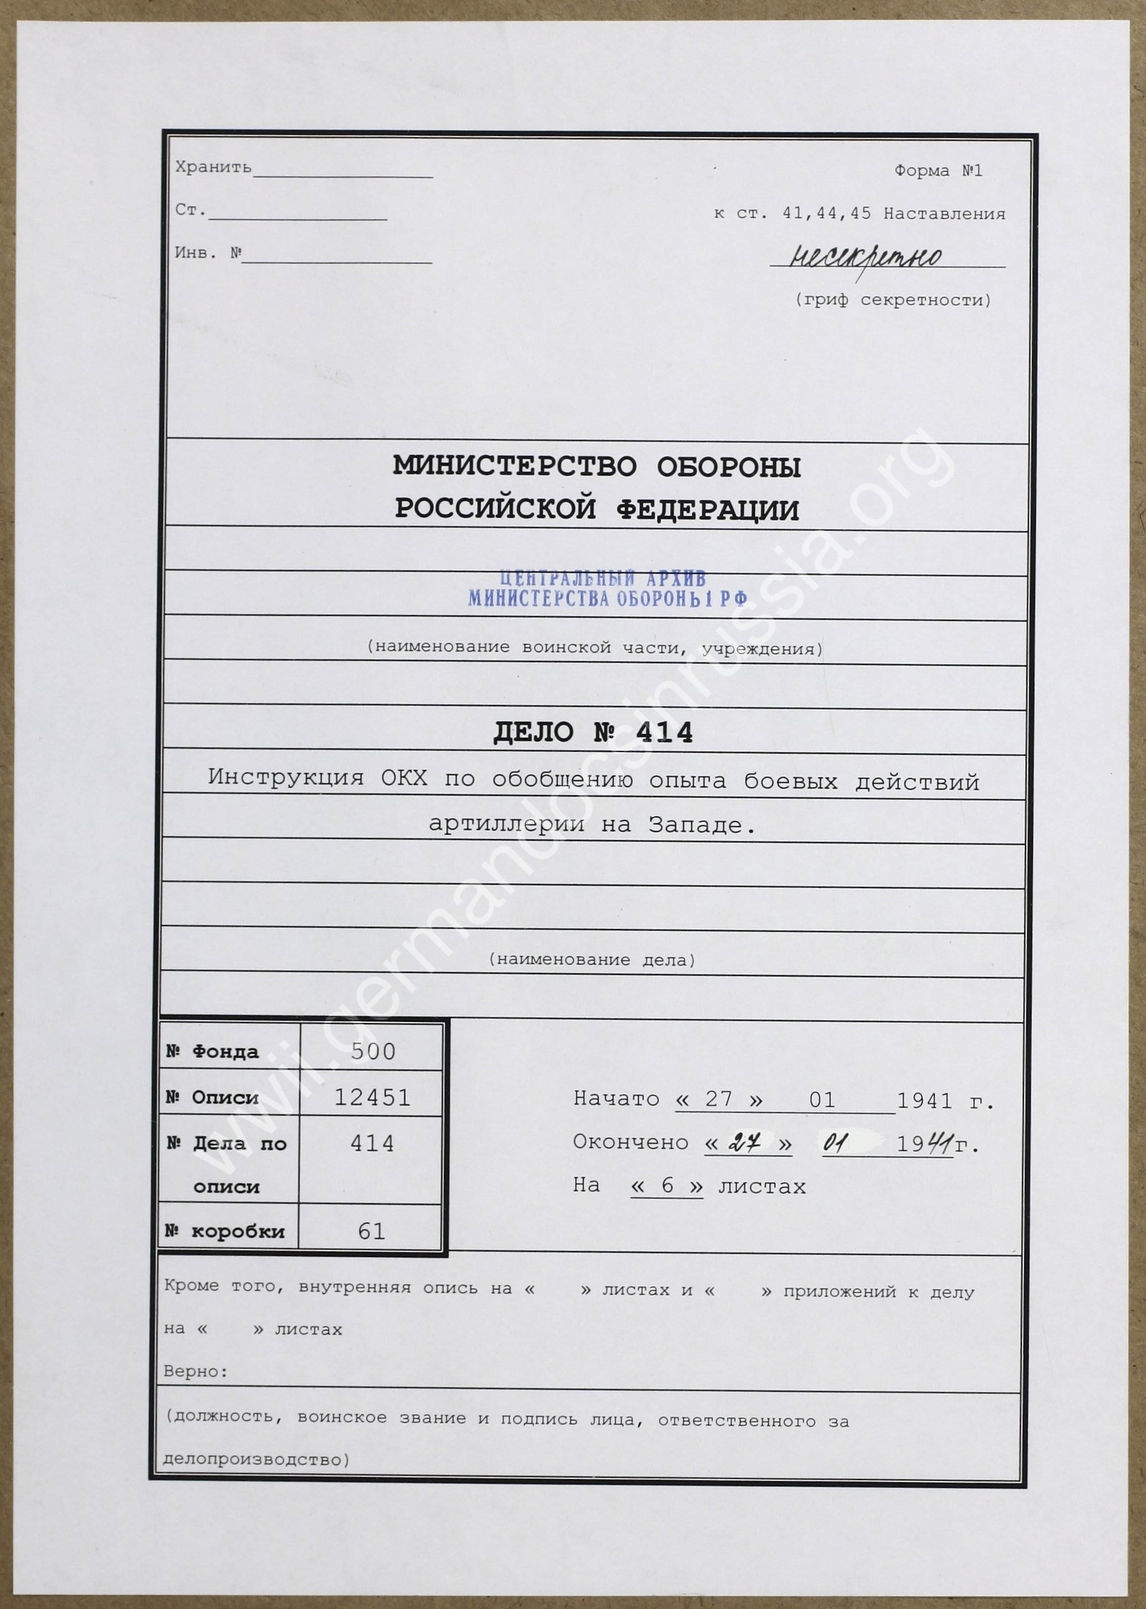 Хранить
Форма №1
Ст.
к ст. 41,44,45 Наставления
Инв. №
несекретно
(гриф секретности)
МИНИСТЕРСТВО ОБОРОНЫ
РОССИЙСКОЙ ФЕДЕРАЦИИ
ЦЕНТРАЛЬНЫЙ АРХИВ
МИНИСТЕРСТВА ОБОРОНЫ РФ
(наименование воинской части, учреждения)
ДЕЛО № 414
Инструкция ОКХ по обобщению опыта боевых действий
артиллерии на Западе.
(наименование дела)
№ Фонда 500
№ Описи 12451
№ Дела по 414
описи
№ коробки 61
Начато « 27 » 01 1941 г.
Окончено « 27 » 01 1941г.
На « 6 » листах
Кроме того, внутренняя опись на « » листах и « » приложений к делу
на « » листах
Верно:
(должность, воинское звание и подпись лица, ответственного за
делопроизводство)
wwii.germandocsinrussia.org